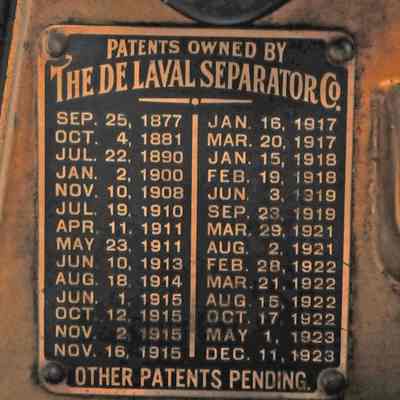 PATENTS OWNED BY
THE DE LAVAL SEPARATOR CO.
SEP. 25, 1877
OCT. 4, 1881
JUL. 22, 1890
JAN. 2, 1900
NOV. 10, 1908
JUL. 19, 1910
APR. 11, 1911
MAY 23, 1911
JUN. 10, 1913
AUG. 18, 1914
JUN. 1, 1915
OCT. 12, 1915
NOV. 2, 1915
NOV. 16, 1915
JAN. 16, 1917
MAR. 20, 1917
JAN. 15, 1918
FEB. 19, 1918
JUN. 3, 1919
SEP. 23, 1919
MAR. 29, 1921
AUG. 2, 1921
FEB. 28, 1922
MAR. 21, 1922
AUG. 15, 1922
OCT. 17, 1922
MAY 1, 1923
DEC. 11, 1923
OTHER PATENTS PENDING.